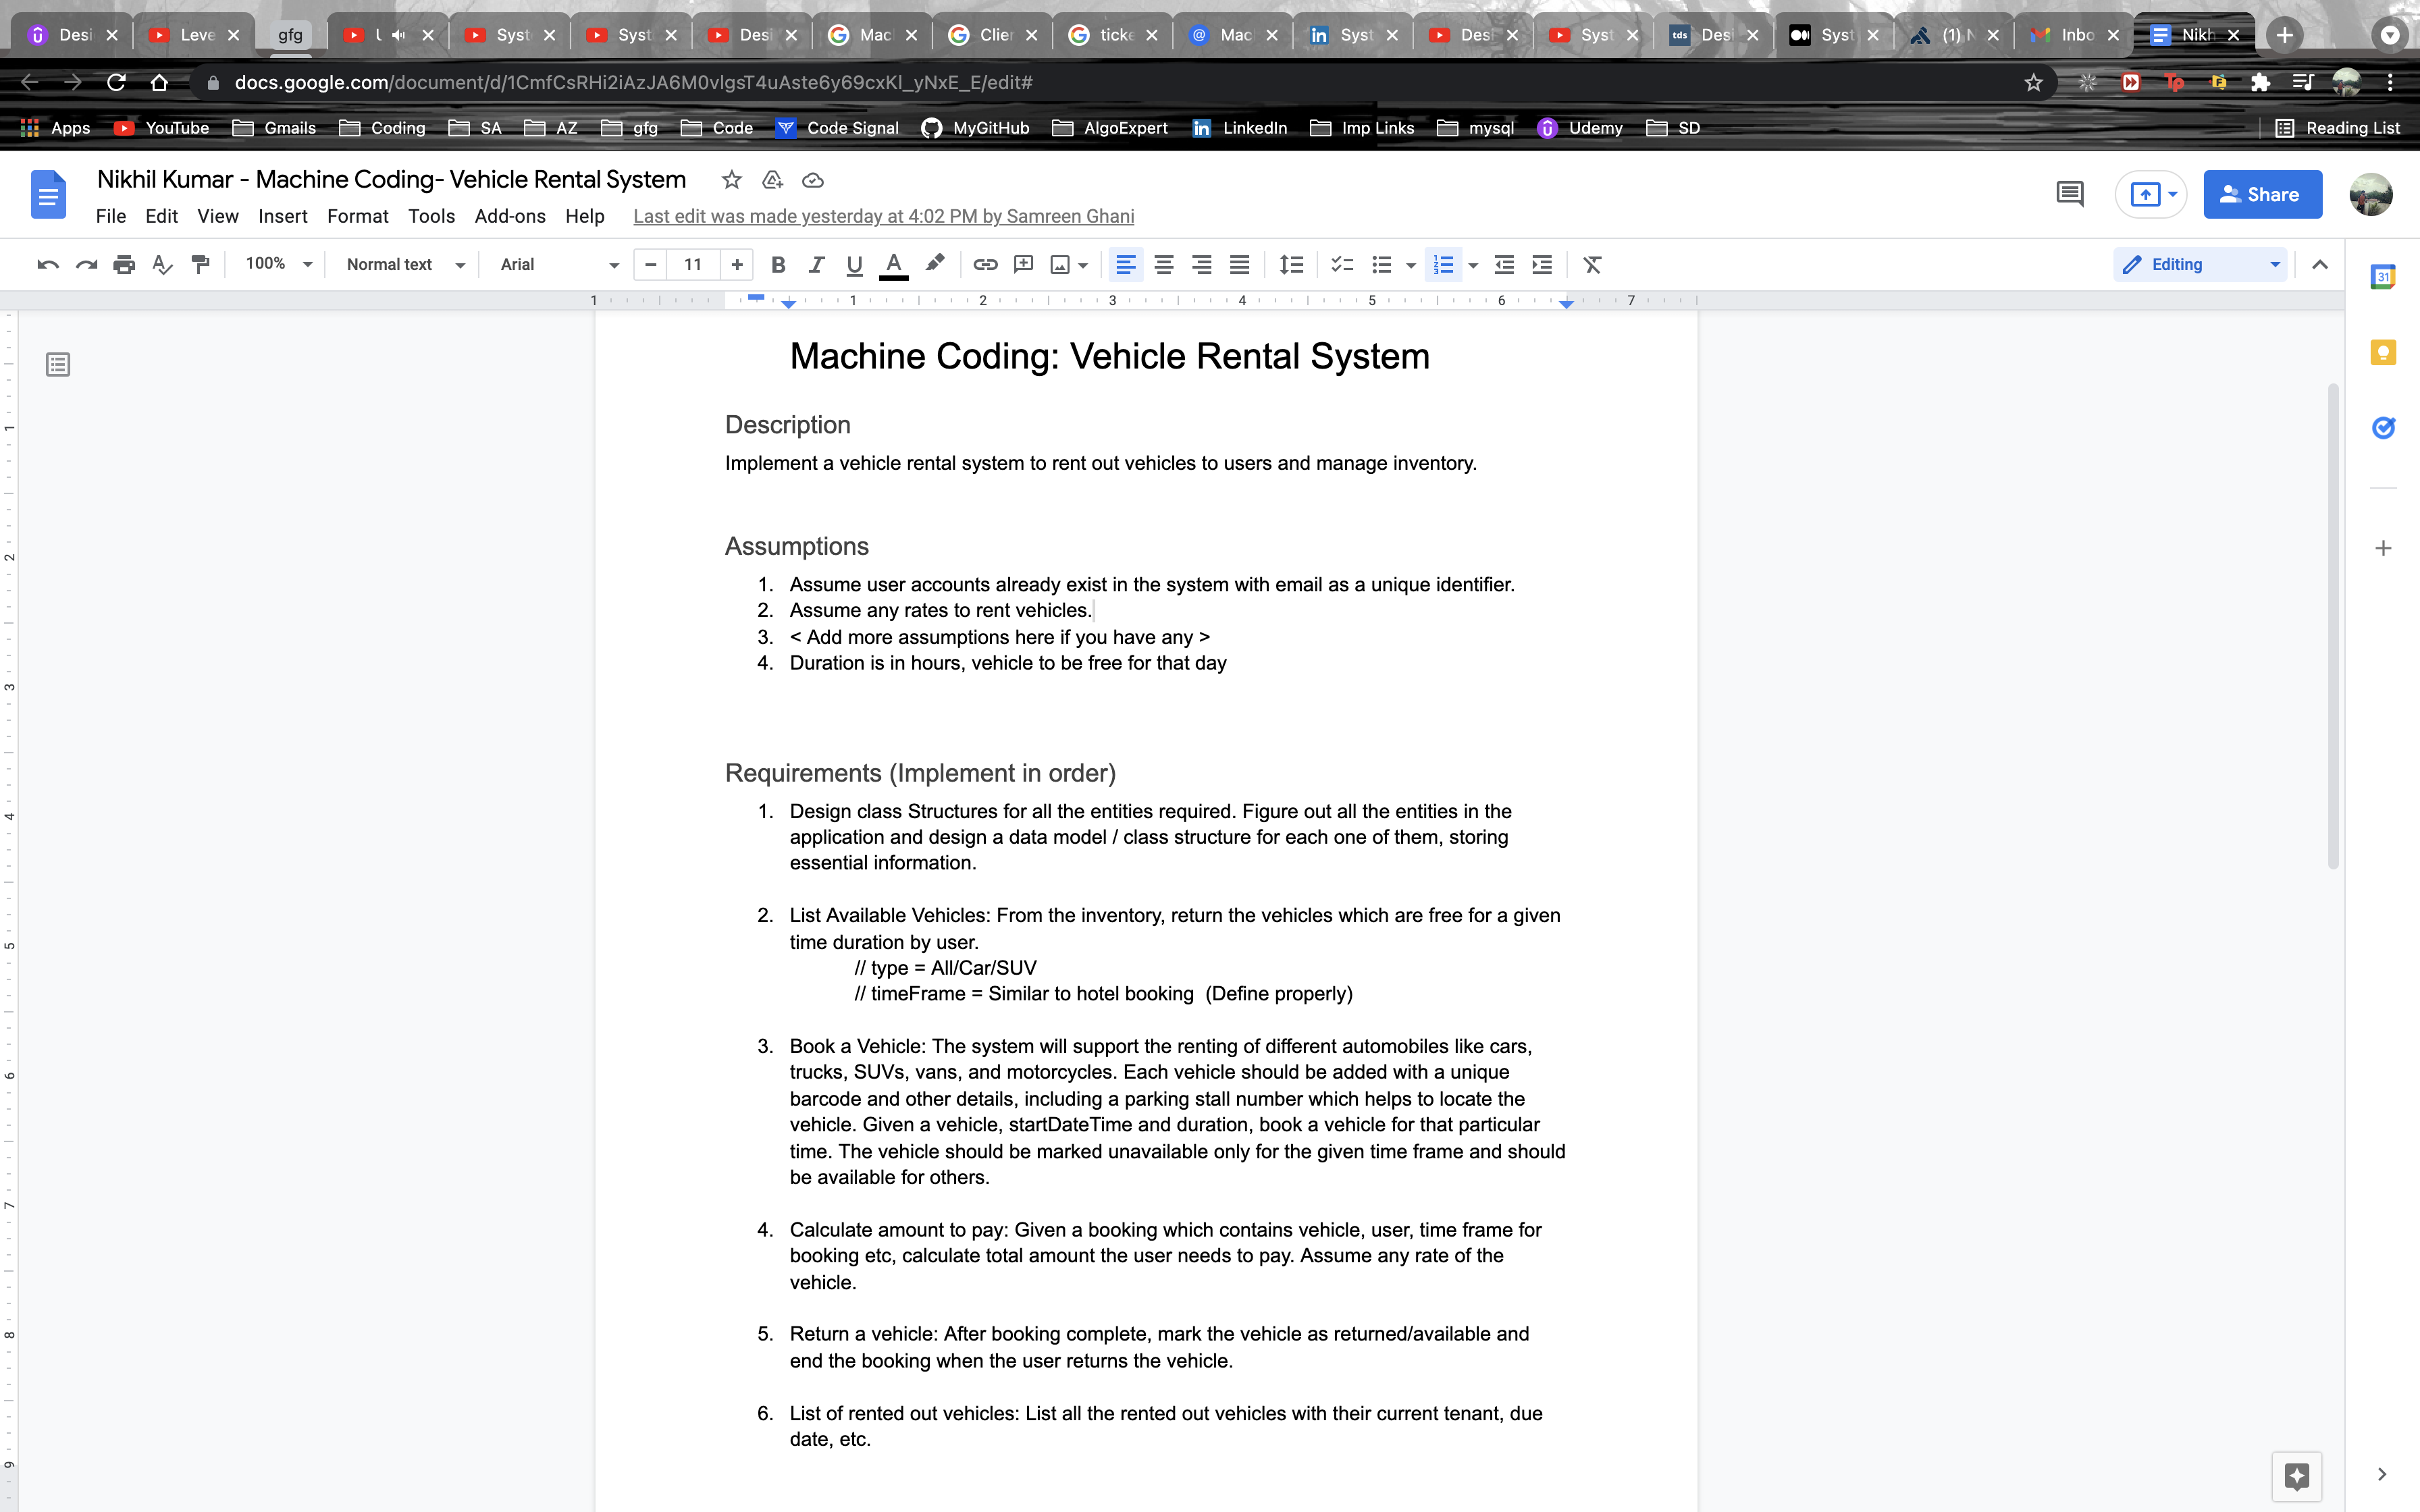 Desi
Leve
gfg
Syst
Syst
Desi
Mac
Clier
ticke
Mac
Syst
Desi
Syst
tds Desi
Syst
(1) N
Inbo
Nikh
docs.google.com/document/d/1CmfCsRHi2iAzJA6M0vlgsT4uAste6y69cxKl_yNxE_E/edit#
Apps YouTube Gmails Coding SA AZ gfg Code Code Signal MyGitHub AlgoExpert LinkedIn Imp Links mysql Udemy SD Reading List
Nikhil Kumar - Machine Coding- Vehicle Rental System
Share
File Edit View Insert Format Tools Add-ons Help Last edit was made yesterday at 4:02 PM by Samreen Ghani
100% Normal text Arial 11 Editing
1 1 2 3 4 5 6 7
Machine Coding: Vehicle Rental System
Description
Implement a vehicle rental system to rent out vehicles to users and manage inventory.
Assumptions
1. Assume user accounts already exist in the system with email as a unique identifier.
2. Assume any rates to rent vehicles.
3. < Add more assumptions here if you have any >
4. Duration is in hours, vehicle to be free for that day
Requirements (Implement in order)
1. Design class Structures for all the entities required. Figure out all the entities in the
application and design a data model / class structure for each one of them, storing
essential information.
2. List Available Vehicles: From the inventory, return the vehicles which are free for a given
time duration by user.
// type = All/Car/SUV
// timeFrame = Similar to hotel booking (Define properly)
3. Book a Vehicle: The system will support the renting of different automobiles like cars,
trucks, SUVs, vans, and motorcycles. Each vehicle should be added with a unique
barcode and other details, including a parking stall number which helps to locate the
vehicle. Given a vehicle, startDateTime and duration, book a vehicle for that particular
time. The vehicle should be marked unavailable only for the given time frame and should
be available for others.
4. Calculate amount to pay: Given a booking which contains vehicle, user, time frame for
booking etc, calculate total amount the user needs to pay. Assume any rate of the
vehicle.
5. Return a vehicle: After booking complete, mark the vehicle as returned/available and
end the booking when the user returns the vehicle.
6. List of rented out vehicles: List all the rented out vehicles with their current tenant, due
date, etc.